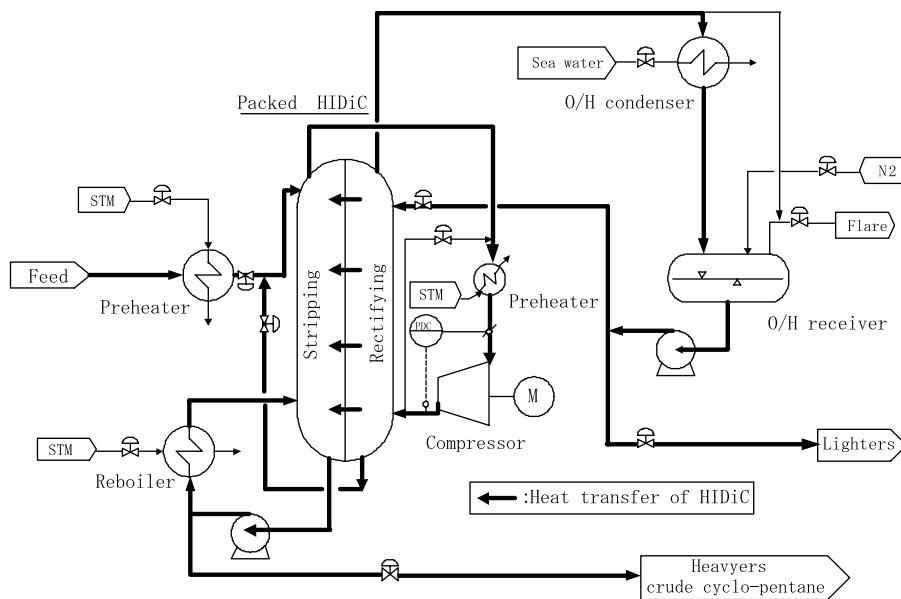 Sea water
O/H condenser
Packed HIDiC
N2
STM
Flare
Feed
Preheater
Stripping
Rectifying
STM
Preheater
PDC
O/H receiver
M
Compressor
STM
Reboiler
Lighters
:Heat transfer of HIDiC
Heavyers
crude cyclo-pentane